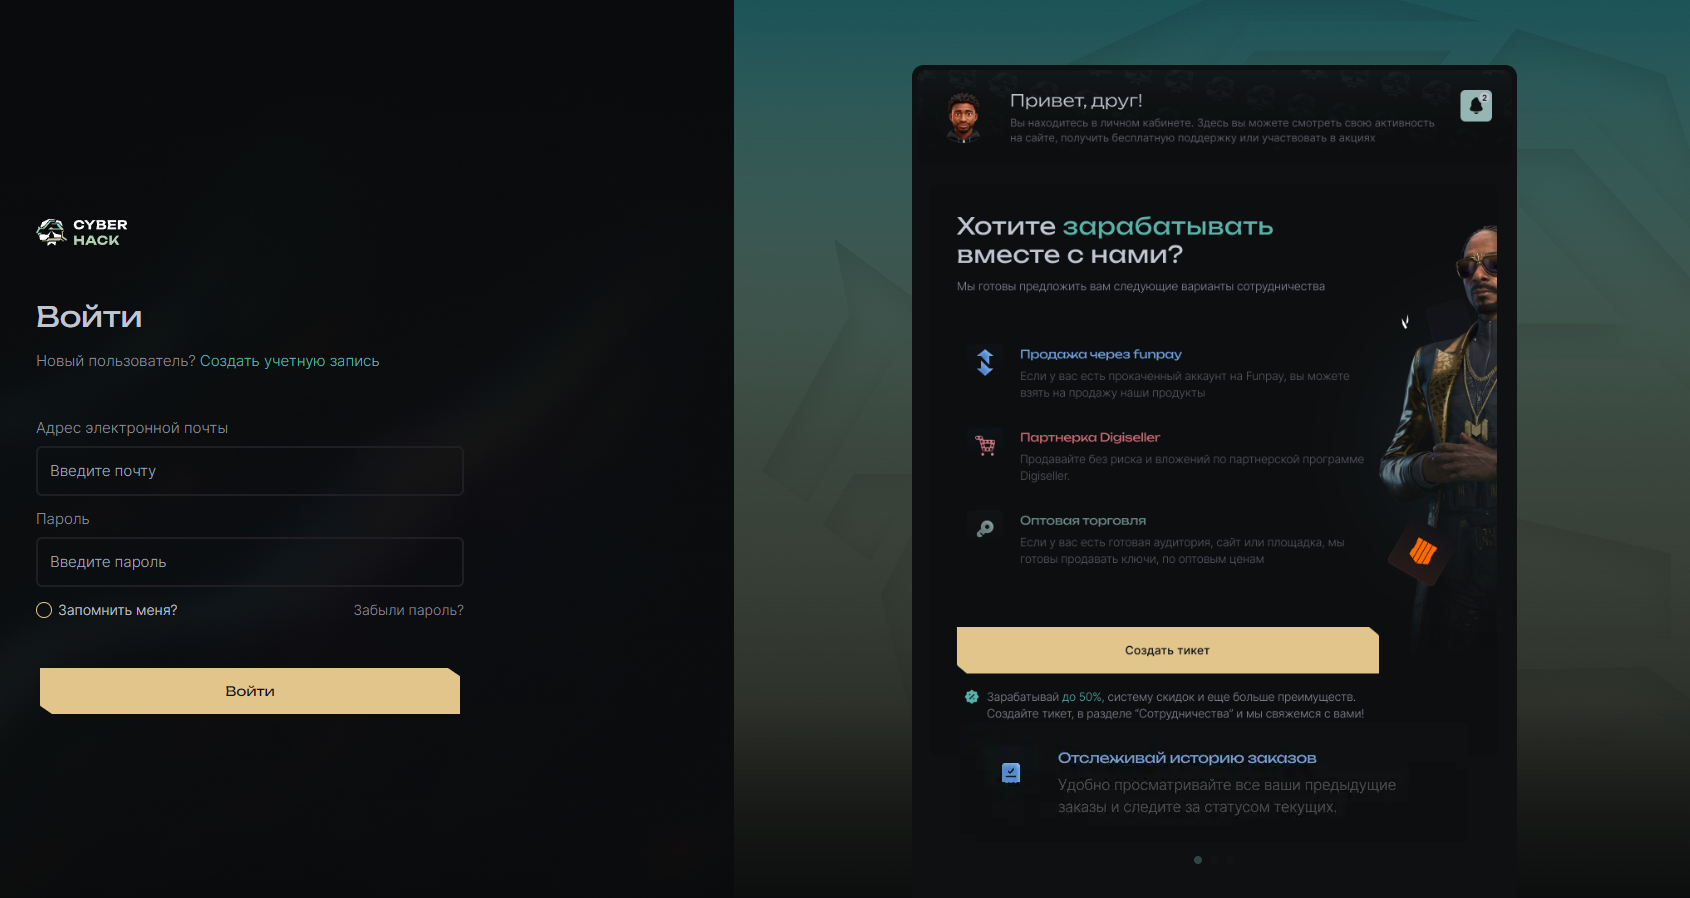 CYBER
HACK
Войти
Новый пользователь? Создать учетную запись
Адрес электронной почты
Введите почту
Пароль
Введите пароль
Запомнить меня?
Забыли пароль?
Войти
Привет, друг!
Вы находитесь в личном кабинете. Здесь вы можете смотреть свою активность
на сайте, получить бесплатную поддержку или участвовать в акциях
2
Хотите зарабатывать
вместе с нами?
Мы готовы предложить вам следующие варианты сотрудничества
Продажа через funpay
Если у вас есть прокаченный аккаунт на Funpay, вы можете
взять на продажу наши продукты
Партнерка Digiseller
Продавайте без риска и вложений по партнерской программе
Digiseller.
Оптовая торговля
Если у вас есть готовая аудитория, сайт или площадка, мы
готовы продавать ключи, по оптовым ценам
Создать тикет
Зарабатывай до 50%, систему скидок и еще больше преимуществ.
Создайте тикет, в разделе "Сотрудничества" и мы свяжемся с вами!
Отслеживай историю заказов
Удобно просматривайте все ваши предыдущие
заказы и следите за статусом текущих.